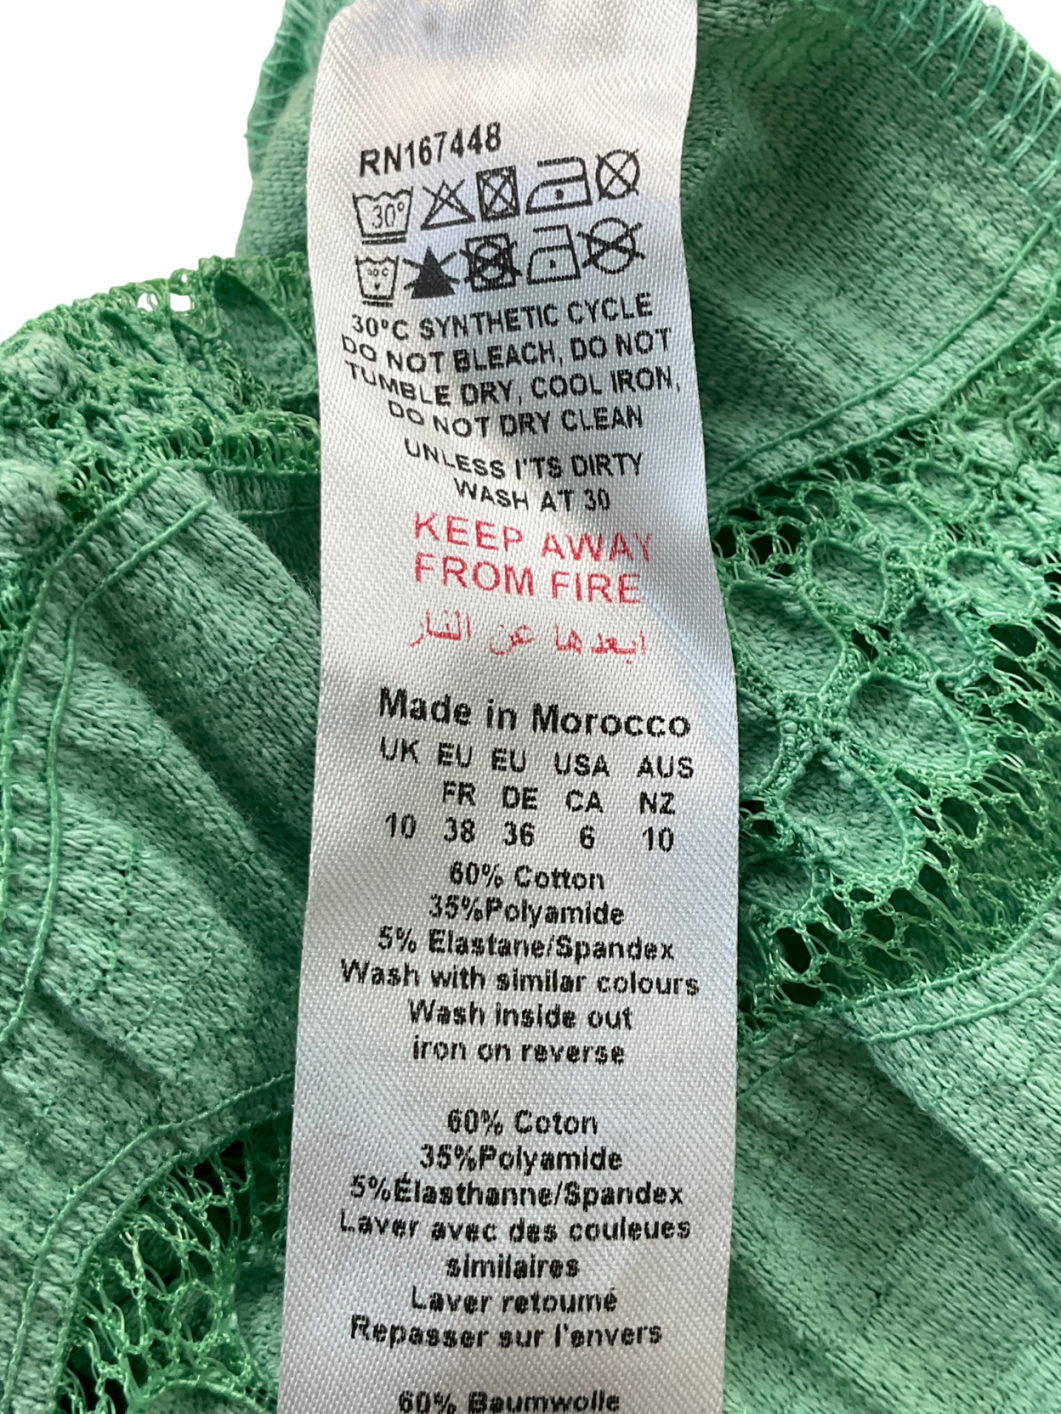 RN167448
30°
30°C
30°C SYNTHETIC CYCLE
DO NOT BLEACH, DO NOT
TUMBLE DRY, COOL IRON,
DO NOT DRY CLEAN
UNLESS I'TS DIRTY
WASH AT 30
KEEP AWAY
FROM FIRE
ابعدها عن النار
Made in Morocco
UK EU EU USA AUS
FR DE CA NZ
10 38 36 6 10
60% Cotton
35%Polyamide
5% Elastane/Spandex
Wash with similar colours
Wash inside out
iron on reverse
60% Coton
35%Polyamide
5%Élasthanne/Spandex
Laver avec des couleues
similaires
Laver retourné
Repasser sur l'envers
60% Baumwolle